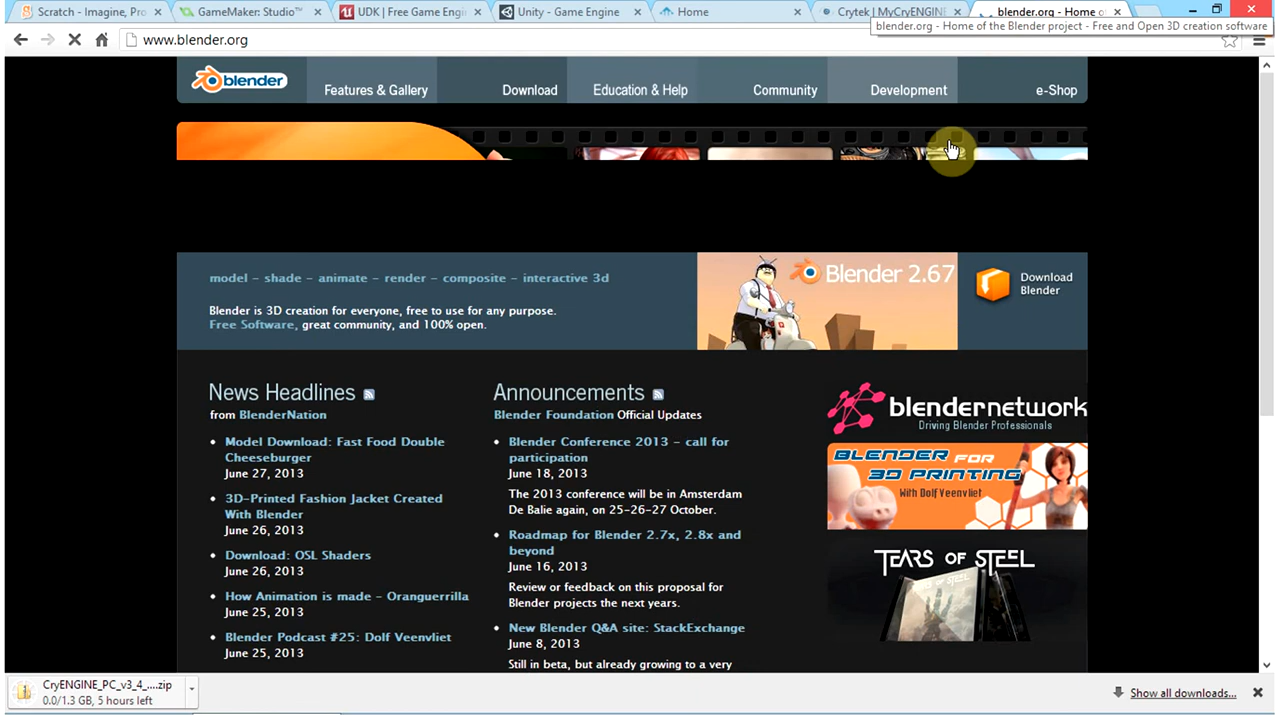 Scratch - Imagine, Pro
GameMaker: Studio™
UDK | Free Game Engi
Unity - Game Engine
Home
Crytek | MyCryENGINE
blender.org - Home of
blender.org - Home of the Blender project - Free and Open 3D creation software
www.blender.org
blender
Features & Gallery
Download
Education & Help
Community
Development
e-Shop
model – shade – animate – render – composite – interactive 3d
Blender is 3D creation for everyone, free to use for any purpose.
Free Software, great community, and 100% open.
Blender 2.67
Download
Blender
News Headlines
from BlenderNation
Model Download: Fast Food Double
Cheeseburger
June 27, 2013
3D-Printed Fashion Jacket Created
With Blender
June 26, 2013
Download: OSL Shaders
June 26, 2013
How Animation is made – Oranguerrilla
June 25, 2013
Blender Podcast #25: Dolf Veenvliet
June 25, 2013
Announcements
Blender Foundation Official Updates
Blender Conference 2013 – call for
participation
June 18, 2013
The 2013 conference will be in Amsterdam
De Balie again, on 25-26-27 October.
Roadmap for Blender 2.7x, 2.8x and
beyond
June 16, 2013
Review or feedback on this proposal for
Blender projects the next years.
New Blender Q&A site: StackExchange
June 8, 2013
Still in beta, but already growing to a very
blendernetwork
Driving Blender Professionals
BLENDER FOR
3D PRINTING
With Dolf Veenvliet
TEARS OF STEEL
TEARS OF STEEL
CryENGINE_PC_v3_4_....zip
0.0/1.3 GB, 5 hours left
Show all downloads...